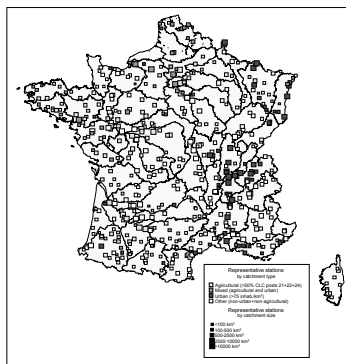 Representative stations
by catchment type
Agricultural (>50% CLC posts 21+22+24)
Mixed (agricultural and urban)
Urban (>75 inhab./km²)
Other (non-urban+non-agricultural)
Representative stations
by catchment size
<100 km²
100-500 km²
500-2500 km²
2500-10000 km²
>10000 km²